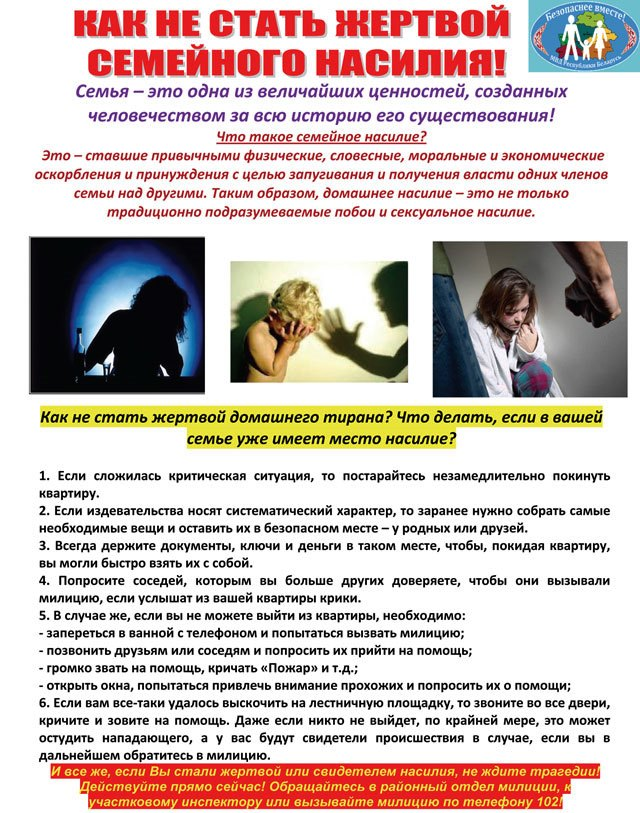 КАК НЕ СТАТЬ ЖЕРТВОЙ
СЕМЕЙНОГО НАСИЛИЯ!
Безопаснее вместе!
МВД Республики Беларусь
Семья – это одна из величайших ценностей, созданных
человечеством за всю историю его существования!
Что такое семейное насилие?
Это – ставшие привычными физические, словесные, моральные и экономические
оскорбления и принуждения с целью запугивания и получения власти одних членов
семьи над другими. Таким образом, домашнее насилие – это не только
традиционно подразумеваемые побои и сексуальное насилие.
Как не стать жертвой домашнего тирана? Что делать, если в вашей
семье уже имеет место насилие?
1. Если сложилась критическая ситуация, то постарайтесь незамедлительно покинуть
квартиру.
2. Если издевательства носят систематический характер, то заранее нужно собрать самые
необходимые вещи и оставить их в безопасном месте – у родных или друзей.
3. Всегда держите документы, ключи и деньги в таком месте, чтобы, покидая квартиру,
вы могли быстро взять их с собой.
4. Попросите соседей, которым вы больше других доверяете, чтобы они вызывали
милицию, если услышат из вашей квартиры крики.
5. В случае же, если вы не можете выйти из квартиры, необходимо:
- запереться в ванной с телефоном и попытаться вызвать милицию;
- позвонить друзьям или соседям и попросить их прийти на помощь;
- громко звать на помощь, кричать «Пожар» и т.д.;
- открыть окна, попытаться привлечь внимание прохожих и попросить их о помощи;
6. Если вам все-таки удалось выскочить на лестничную площадку, то звоните во все двери,
кричите и зовите на помощь. Даже если никто не выйдет, по крайней мере, это может
остудить нападающего, а у вас будут свидетели происшествия в случае, если вы в
дальнейшем обратитесь в милицию.
И все же, если Вы стали жертвой или свидетелем насилия, не ждите трагедии!
Действуйте прямо сейчас! Обращайтесь в районный отдел милиции, к
участковому инспектору или вызывайте милицию по телефону 102!